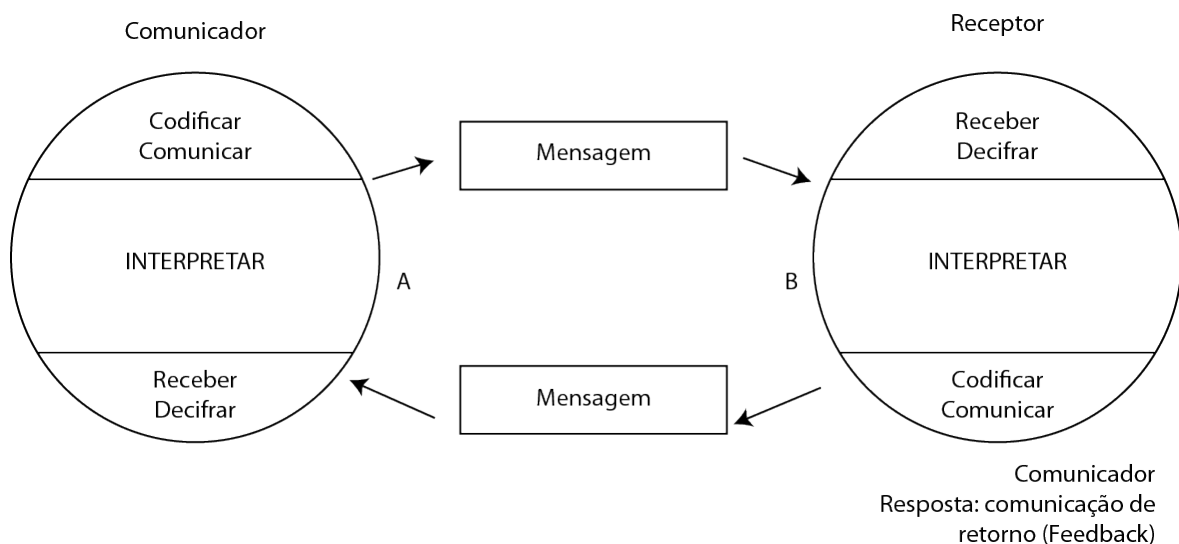 Comunicador
Receptor
Codificar
Comunicar
Mensagem
Receber
Decifrar
INTERPRETAR
A
B
INTERPRETAR
Receber
Decifrar
Mensagem
Codificar
Comunicar
Comunicador
Resposta: comunicação de
retorno (Feedback)